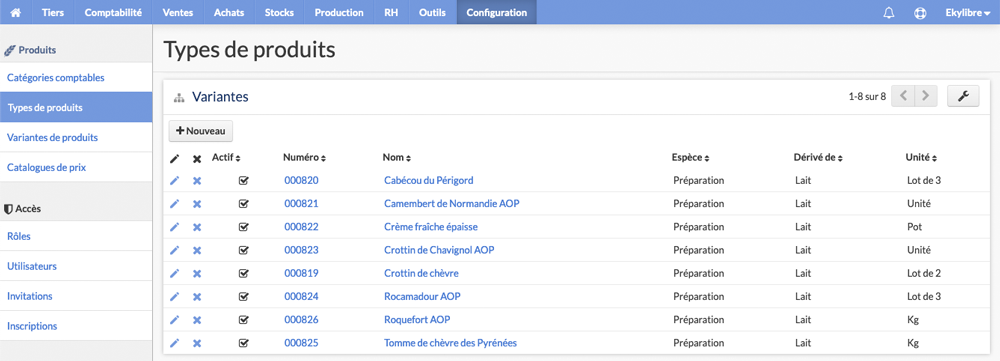 Tiers Comptabilité Ventes Achats Stocks Production RH Outils Configuration Ekylibre
Produits
Catégories comptables
Types de produits
Variantes de produits
Catalogues de prix
Accès
Rôles
Utilisateurs
Invitations
Inscriptions
Types de produits
Variantes 1-8 sur 8
Nouveau
Actif Numéro Nom Espèce Dérivé de Unité
000820 Cabécou du Périgord Préparation Lait Lot de 3
000821 Camembert de Normandie AOP Préparation Lait Unité
000822 Crème fraîche épaisse Préparation Lait Pot
000823 Crottin de Chavignol AOP Préparation Lait Unité
000819 Crottin de chèvre Préparation Lait Lot de 2
000824 Rocamadour AOP Préparation Lait Lot de 3
000826 Roquefort AOP Préparation Lait Kg
000825 Tomme de chèvre des Pyrénées Préparation Lait Kg